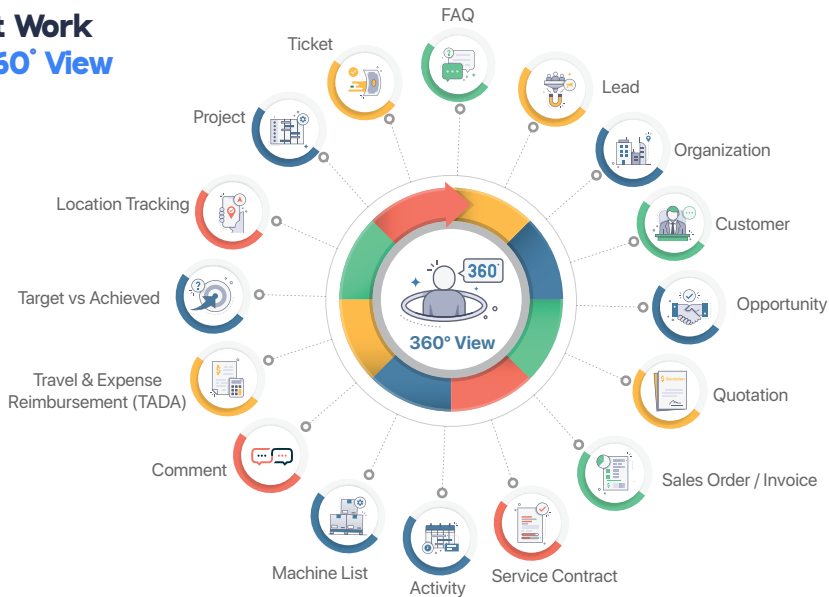 t Work
60° View
FAQ
Ticket
Lead
Project
Organization
Location Tracking
Customer
360°
Target vs Achieved
Opportunity
360° View
Travel & Expense
Reimbursement (TADA)
Quotation
Comment
Sales Order / Invoice
Machine List
Activity
Service Contract